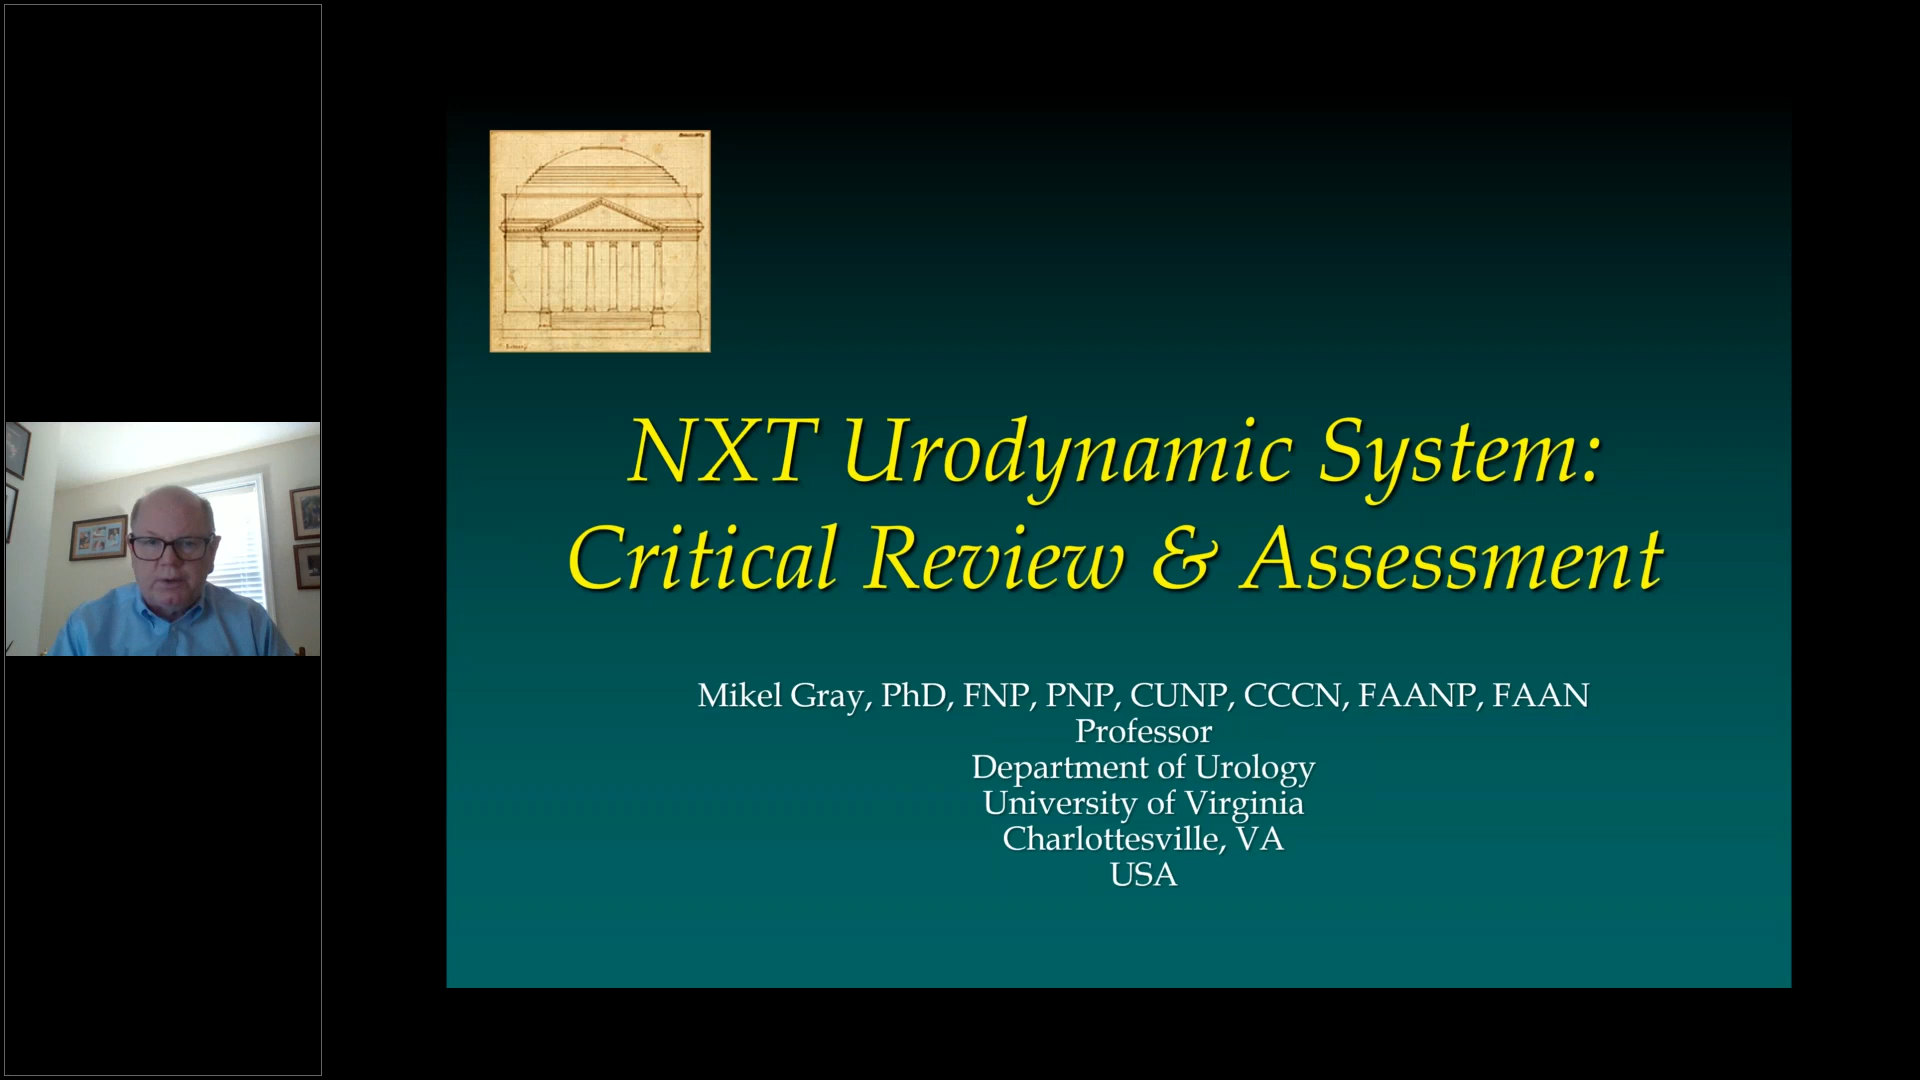 NXT Urodynamic System:
Critical Review & Assessment
Mikel Gray, PhD, FNP, PNP, CUNP, CCCN, FAANP, FAAN
Professor
Department of Urology
University of Virginia
Charlottesville, VA
USA